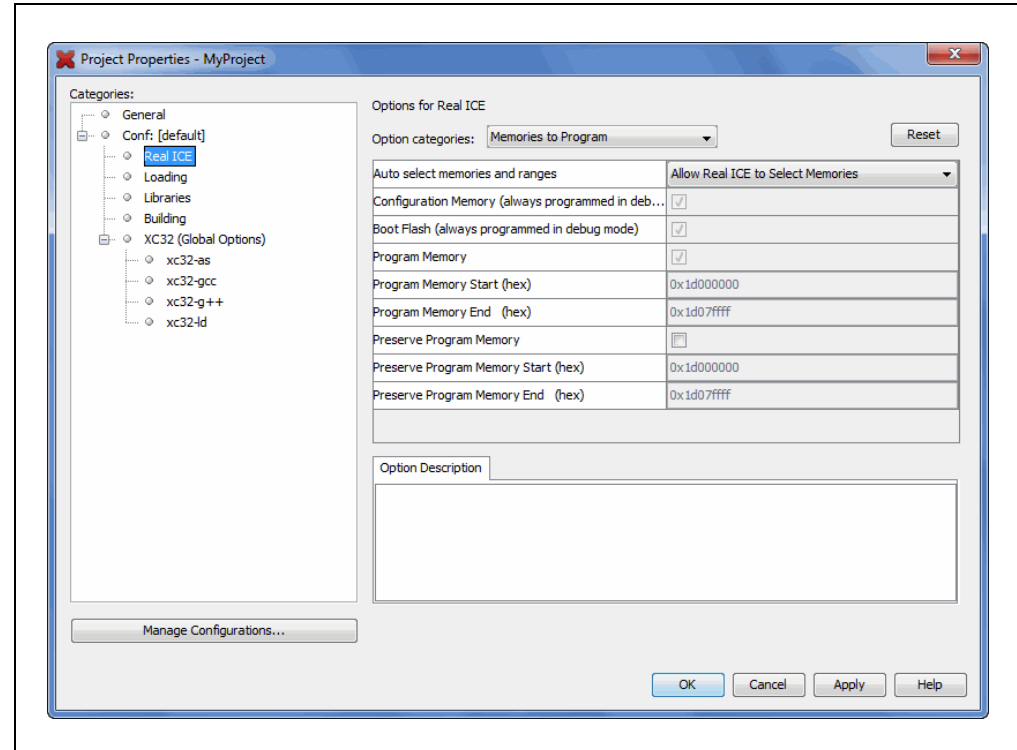 Project Properties - MyProject
Categories:
General
Conf: [default]
Real ICE
Loading
Libraries
Building
XC32 (Global Options)
xc32-as
xc32-gcc
xc32-g++
xc32-ld
Manage Configurations...
Options for Real ICE
Option categories: Memories to Program Reset
Auto select memories and ranges Allow Real ICE to Select Memories
Configuration Memory (always programmed in deb...
Boot Flash (always programmed in debug mode)
Program Memory
Program Memory Start (hex) 0x1d000000
Program Memory End (hex) 0x1d07ffff
Preserve Program Memory
Preserve Program Memory Start (hex) 0x1d000000
Preserve Program Memory End (hex) 0x1d07ffff
Option Description
OK Cancel Apply Help